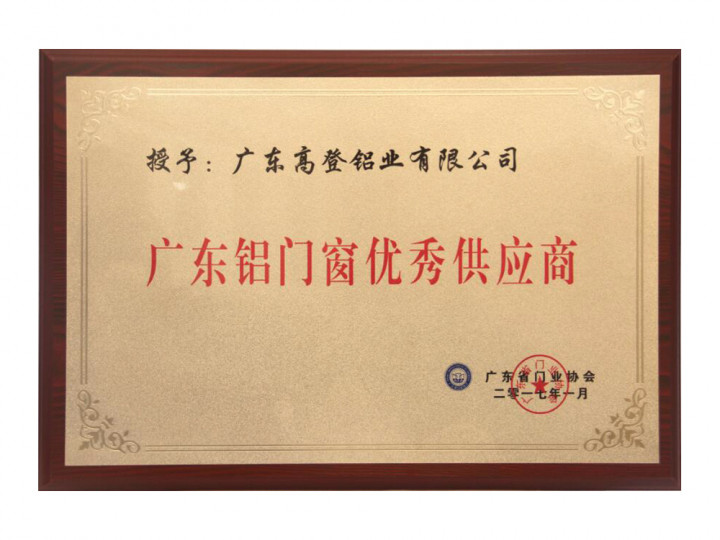 授予：广东高登铝业有限公司
广东铝门窗优秀供应商
广东省门业协会
二零一七年一月